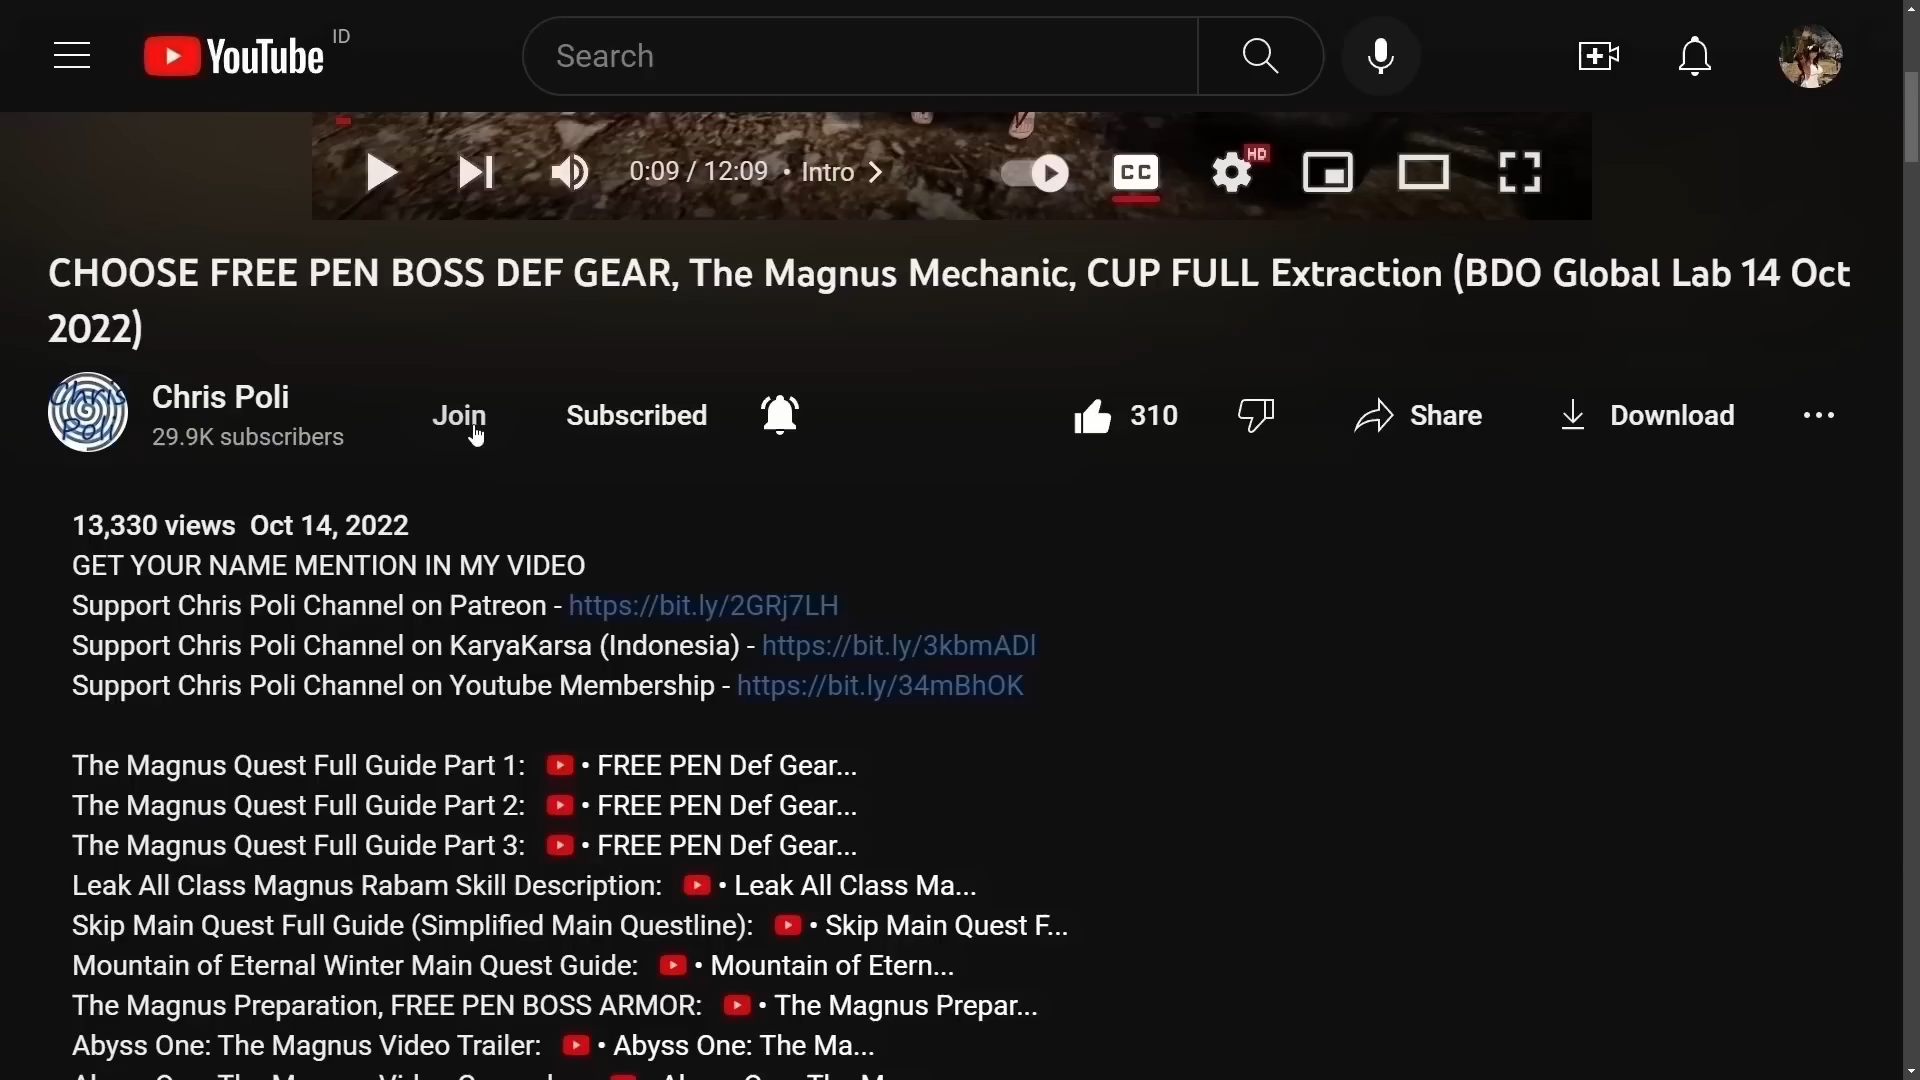 YouTube ID
Search
0:09 / 12:09 • Intro
CC
HD
CHOOSE FREE PEN BOSS DEF GEAR, The Magnus Mechanic, CUP FULL Extraction (BDO Global Lab 14 Oct
2022)
Chris Poli
Chris Poli
29.9K subscribers
Join
Subscribed
310
Share
Download
13,330 views Oct 14, 2022
GET YOUR NAME MENTION IN MY VIDEO
Support Chris Poli Channel on Patreon - https://bit.ly/2GRj7LH
Support Chris Poli Channel on KaryaKarsa (Indonesia) - https://bit.ly/3kbmADl
Support Chris Poli Channel on Youtube Membership - https://bit.ly/34mBhOK
The Magnus Quest Full Guide Part 1: • FREE PEN Def Gear...
The Magnus Quest Full Guide Part 2: • FREE PEN Def Gear...
The Magnus Quest Full Guide Part 3: • FREE PEN Def Gear...
Leak All Class Magnus Rabam Skill Description: • Leak All Class Ma...
Skip Main Quest Full Guide (Simplified Main Questline): • Skip Main Quest F...
Mountain of Eternal Winter Main Quest Guide: • Mountain of Etern...
The Magnus Preparation, FREE PEN BOSS ARMOR: • The Magnus Prepar...
Abyss One: The Magnus Video Trailer: • Abyss One: The Ma...